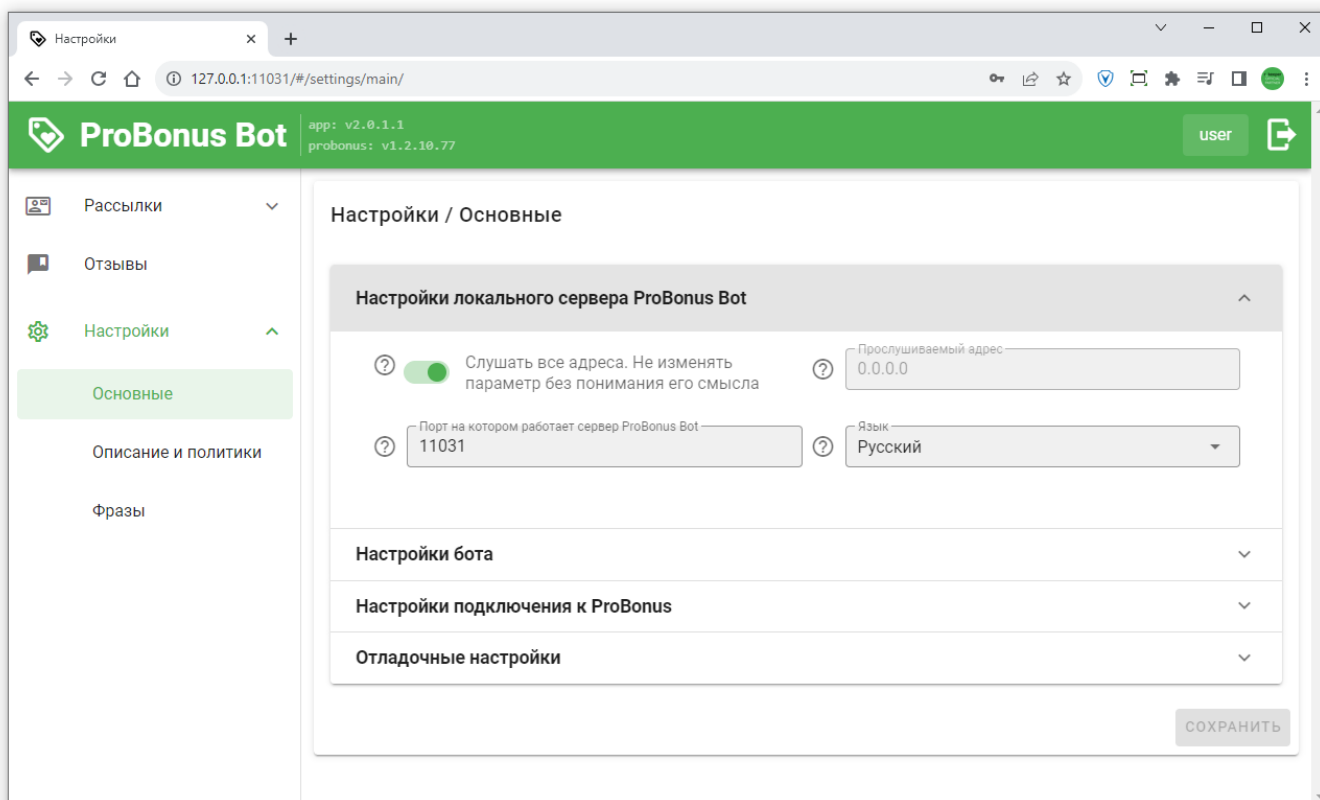 Настройки
127.0.0.1:11031/#/settings/main/
ProBonus Bot
app: v2.0.1.1
probonus: v1.2.10.77
user
Рассылки
Отзывы
Настройки
Основные
Описание и политики
Фразы
Настройки / Основные
Настройки локального сервера ProBonus Bot
Слушать все адреса. Не изменять
параметр без понимания его смысла
Прослушиваемый адрес
0.0.0.0
Порт на котором работает сервер ProBonus Bot
11031
Язык
Русский
Настройки бота
Настройки подключения к ProBonus
Отладочные настройки
СОХРАНИТЬ